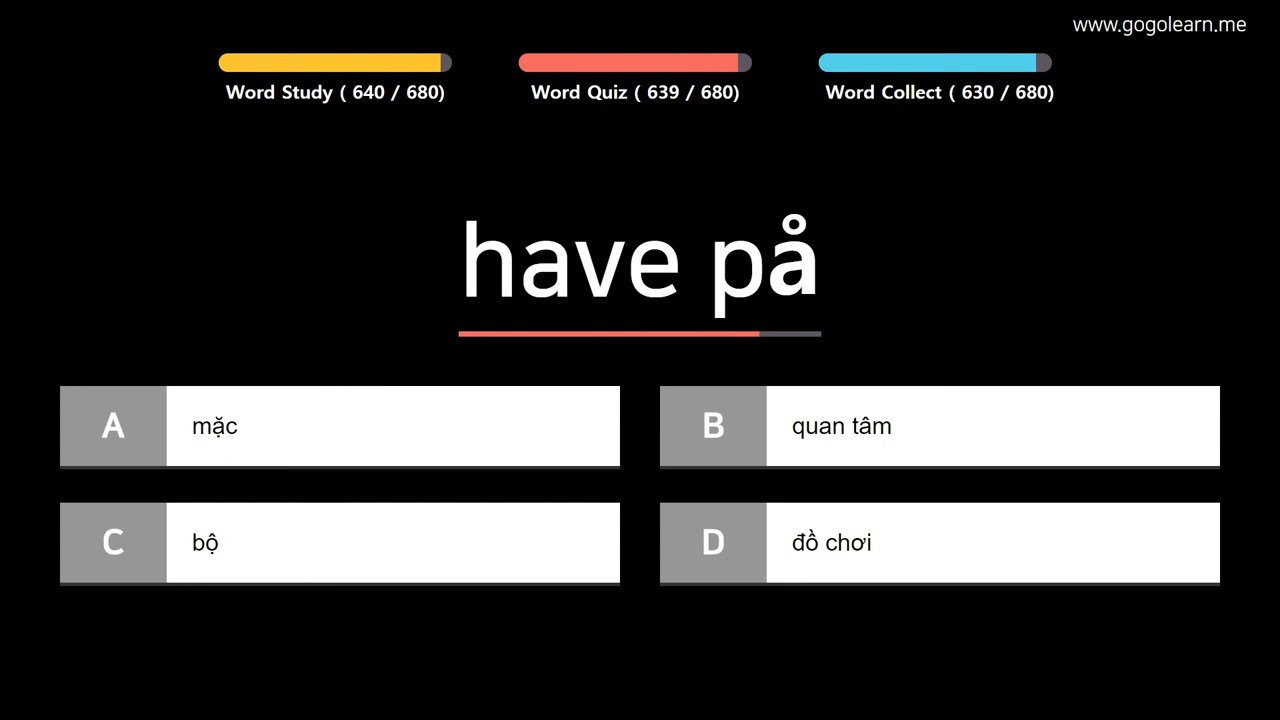 www.gogolearn.me
Word Study ( 640 / 680)
Word Quiz ( 639 / 680)
Word Collect ( 630 / 680)
have på
A mặc
B quan tâm
C bộ
D đồ chơi